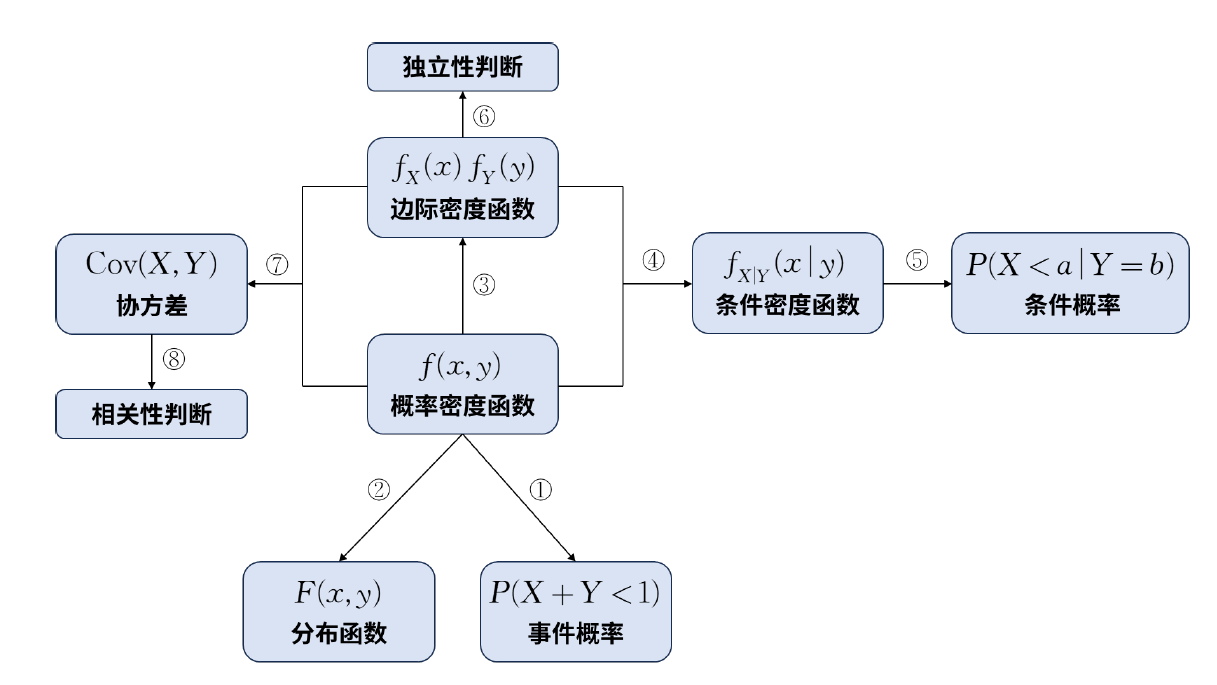 独立性判断
⑥
f_X(x) f_Y(y)
边际密度函数
Cov(X, Y)
协方差
⑦
③
④
f_{X|Y}(x | y)
条件密度函数
⑤
P(X < a | Y = b)
条件概率
⑧
f(x, y)
概率密度函数
相关性判断
②
①
F(x, y)
分布函数
P(X + Y < 1)
事件概率